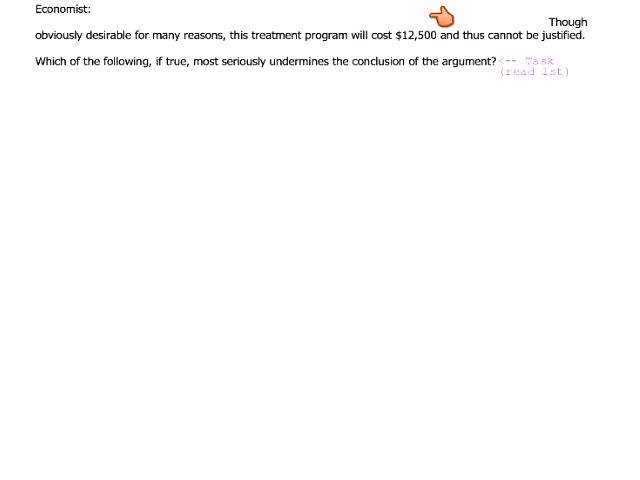 Economist:
Though
obviously desirable for many reasons, this treatment program will cost $12,500 and thus cannot be justified.
Which of the following, if true, most seriously undermines the conclusion of the argument? <-- Task
(read 1st)